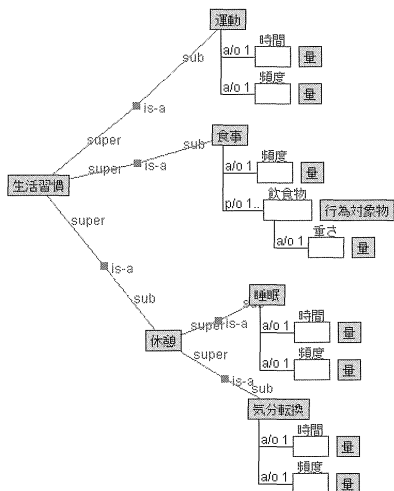 運動
時間
a/o 1 量
頻度
a/o 1 量
sub
is-a
super
食事
sub
頻度
a/o 1 量
飲食物
p/o 1.. 行為対象物
重さ
a/o 1 量
super is-a
生活習慣
super
is-a
sub
休憩
睡眠
時間
a/o 1 量
頻度
a/o 1 量
super is-a
super
is-a
sub
気分転換
時間
a/o 1 量
頻度
a/o 1 量